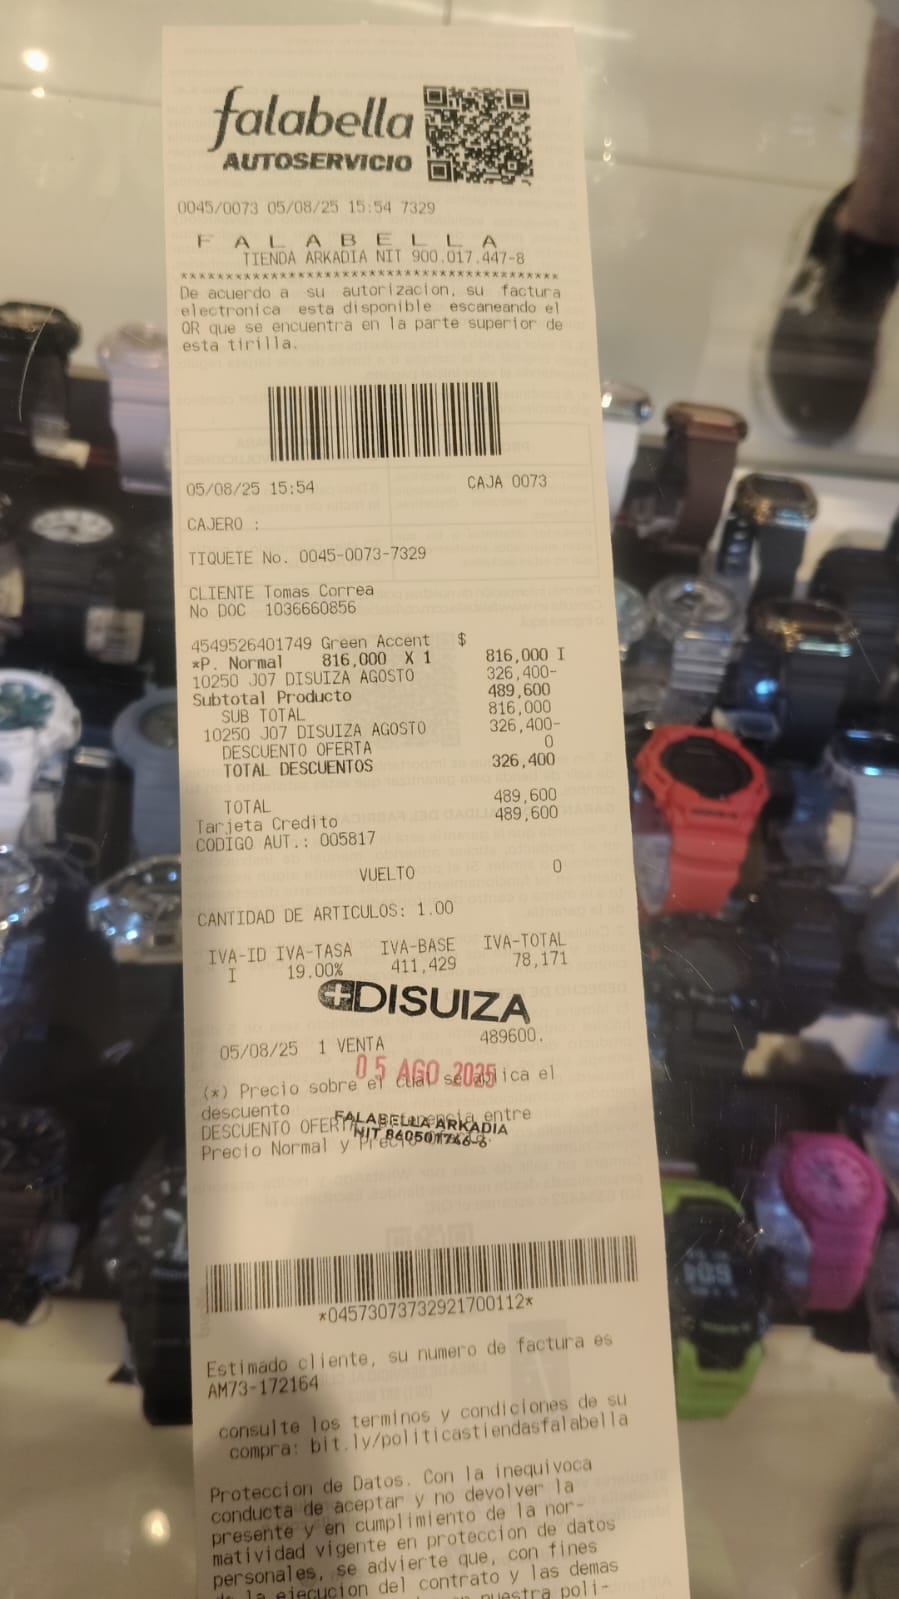 falabella
AUTOSERVICIO
0045/0073 05/08/25 15:54 7329
F A L A B E L L A
TIENDA ARKADIA NIT 900.017.447-8
******************************************
De acuerdo a su autorizacion, su factura
electronica esta disponible escaneando el
QR que se encuentra en la parte superior de
esta tirilla.
05/08/25 15:54 CAJA 0073
CAJERO :
TIQUETE No. 0045-0073-7329
CLIENTE Tomas Correa
No DOC 1036660856
4549526401749 Green Accent $
*P. Normal 816,000 X 1 816,000 I
10250 J07 DISUIZA AGOSTO 326,400-
Subtotal Producto 489,600
SUB TOTAL 816,000
10250 J07 DISUIZA AGOSTO 326,400-
DESCUENTO OFERTA 0
TOTAL DESCUENTOS 326,400
TOTAL 489,600
Tarjeta Credito 489,600
CODIGO AUT.: 005817
VUELTO 0
CANTIDAD DE ARTICULOS: 1.00
IVA-ID IVA-TASA IVA-BASE IVA-TOTAL
I 19.00% 411,429 78,171
DISUIZA
05/08/25 1 VENTA 489600.
05 AGO 2025
(*) Precio sobre el cual se aplica el
descuento
FALABELLA ARKADIA
NIT 860501746-6
DESCUENTO OFERTA entre
Precio Normal y
*04573073732921700112*
Estimado cliente, su numero de factura es
AM73-172164
consulte los terminos y condiciones de su
compra: bit.ly/politicastiendasfalabella
Proteccion de Datos. Con la inequivoca
conducta de aceptar y no devolver la
presente y en cumplimiento de la nor-
matividad vigente en proteccion de datos
personales, se advierte que, con fines
de la ejecucion del contrato y las demas
nuestra poli-